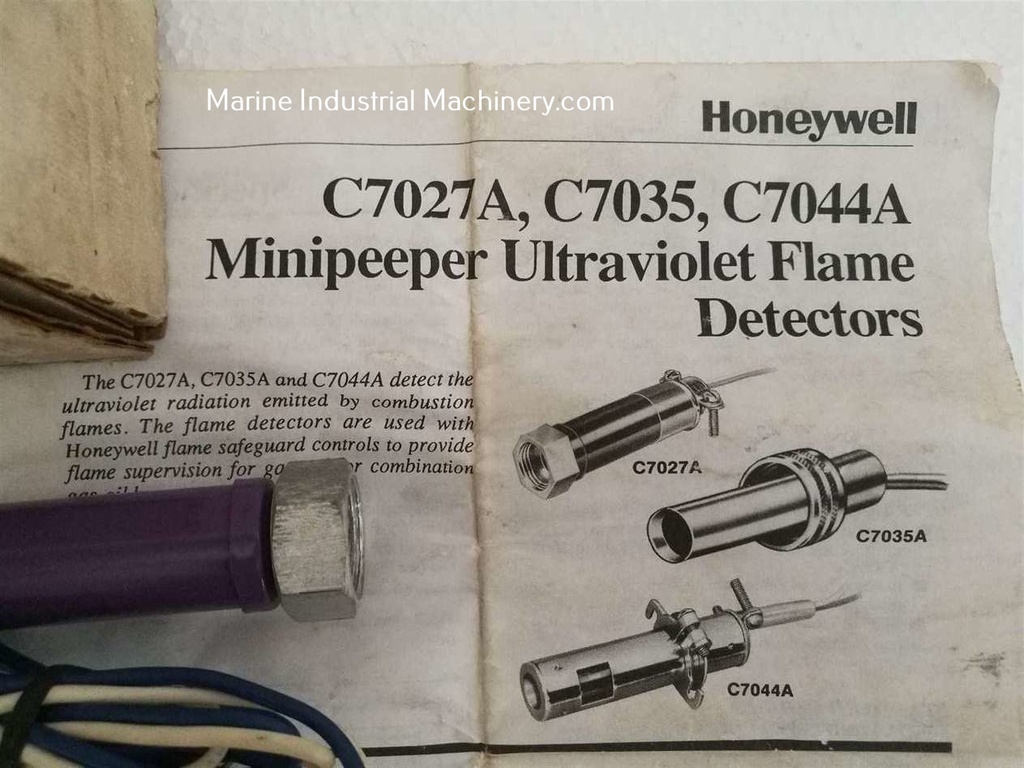 Marine Industrial Machinery.com
Honeywell
C7027A, C7035, C7044A
Minipeeper Ultraviolet Flame
Detectors
The C7027A, C7035A and C7044A detect the
ultraviolet radiation emitted by combustion
flames. The flame detectors are used with
Honeywell flame safeguard controls to provide
flame supervision for combination
C7027A
C7035A
C7044A